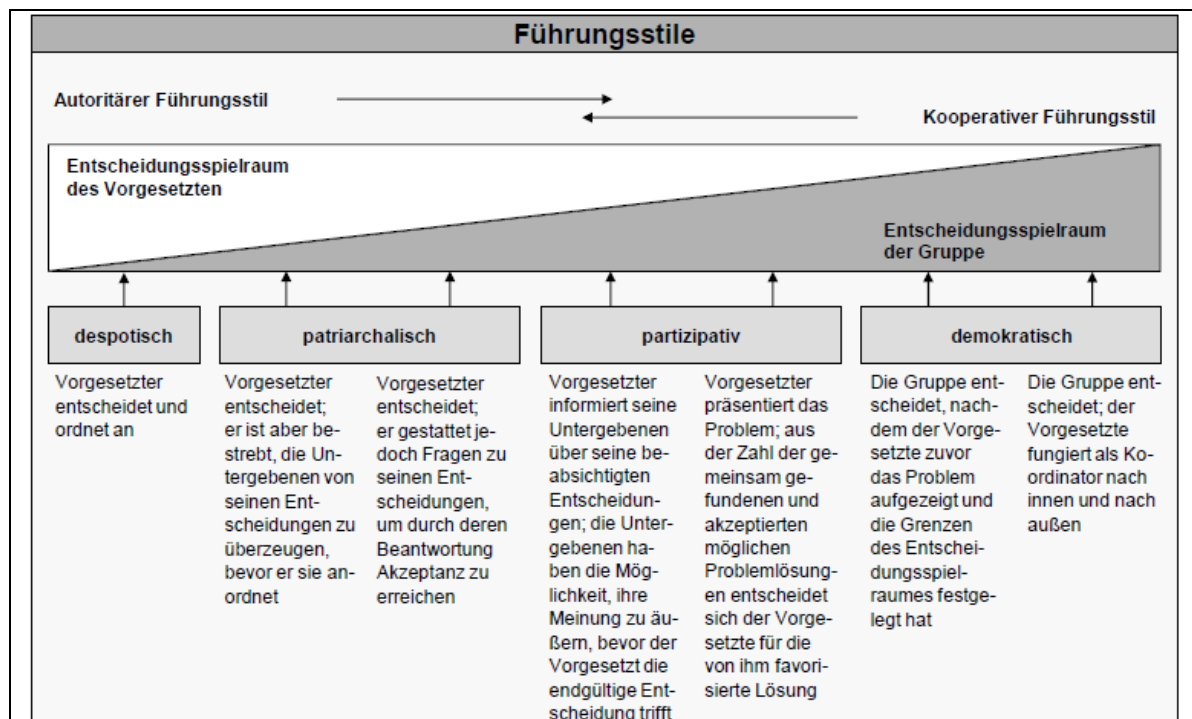 Führungsstile
Autoritärer Führungsstil
Kooperativer Führungsstil
Entscheidungsspielraum
des Vorgesetzten
Entscheidungsspielraum
der Gruppe
despotisch
patriarchalisch
partizipativ
demokratisch
Vorgesetzter
entscheidet und
ordnet an
Vorgesetzter
entscheidet;
er ist aber be-
strebt, die Un-
tergebenen von
seinen Ent-
scheidungen zu
überzeugen,
bevor er sie an-
ordnet
Vorgesetzter
entscheidet;
er gestattet je-
doch Fragen zu
seinen Ent-
scheidungen,
um durch deren
Beantwortung
Akzeptanz zu
erreichen
Vorgesetzter
informiert seine
Untergebenen
über seine be-
absichtigten
Entscheidun-
gen; die Unter-
gebenen ha-
ben die Mög-
lichkeit, ihre
Meinung zu äu-
ßern, bevor der
Vorgesetzt die
endgültige Ent-
scheidung trifft
Vorgesetzter
präsentiert das
Problem; aus
der Zahl der ge-
meinsam ge-
fundenen und
akzeptierten
möglichen
Problemlösung-
en entscheidet
sich der Vorge-
setzte für die
von ihm favori-
sierte Lösung
Die Gruppe ent-
scheidet, nach-
dem der Vorge-
setzte zuvor
das Problem
aufgezeigt und
die Grenzen
des Entschei-
dungsspiel-
raumes festge-
legt hat
Die Gruppe ent-
scheidet; der
Vorgesetzte
fungiert als Ko-
ordinator nach
innen und nach
außen